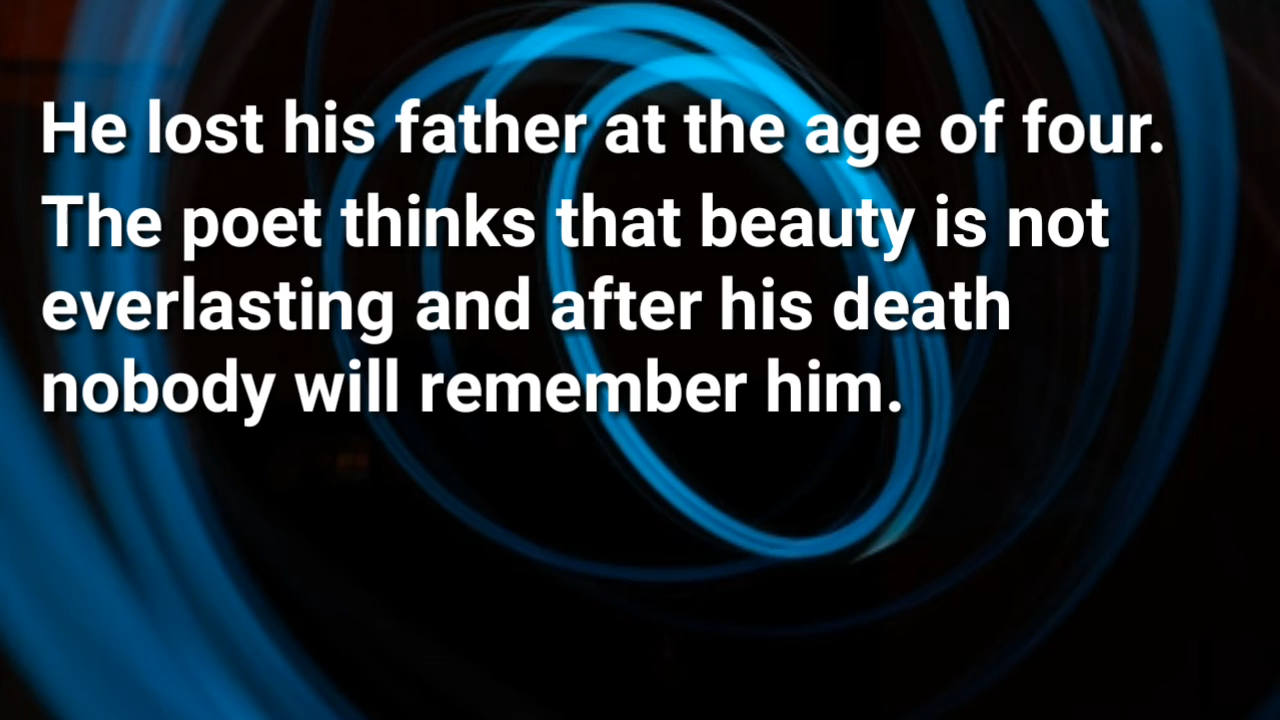 He lost his father at the age of four.
The poet thinks that beauty is not
everlasting and after his death
nobody will remember him.